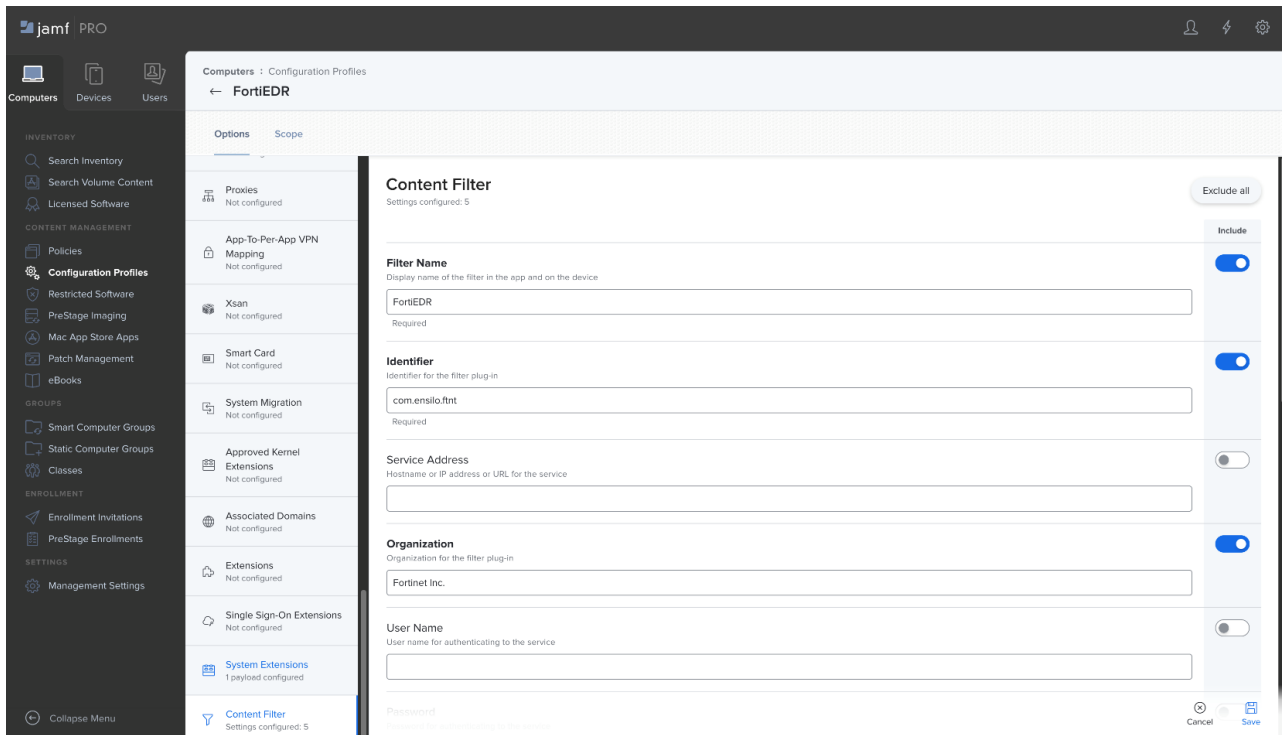 jamf PRO
Computers
Devices
Users
INVENTORY
Search Inventory
Search Volume Content
Licensed Software
CONTENT MANAGEMENT
Policies
Configuration Profiles
Restricted Software
PreStage Imaging
Mac App Store Apps
Patch Management
eBooks
GROUPS
Smart Computer Groups
Static Computer Groups
Classes
ENROLLMENT
Enrollment Invitations
PreStage Enrollments
SETTINGS
Management Settings
Collapse Menu
Computers : Configuration Profiles
← FortiEDR
Options
Scope
Proxies
Not configured
App-To-Per-App VPN
Mapping
Not configured
Xsan
Not configured
Smart Card
Not configured
System Migration
Not configured
Approved Kernel
Extensions
Not configured
Associated Domains
Not configured
Extensions
Not configured
Single Sign-On Extensions
Not configured
System Extensions
1 payload configured
Content Filter
Settings configured: 5
Content Filter
Settings configured: 5
Exclude all
Include
Filter Name
Display name of the filter in the app and on the device
FortiEDR
Required
Identifier
Identifier for the filter plug-in
com.ensilo.ftnt
Required
Service Address
Hostname or IP address or URL for the service
Organization
Organization for the filter plug-in
Fortinet Inc.
User Name
User name for authenticating to the service
Password
Cancel
Save